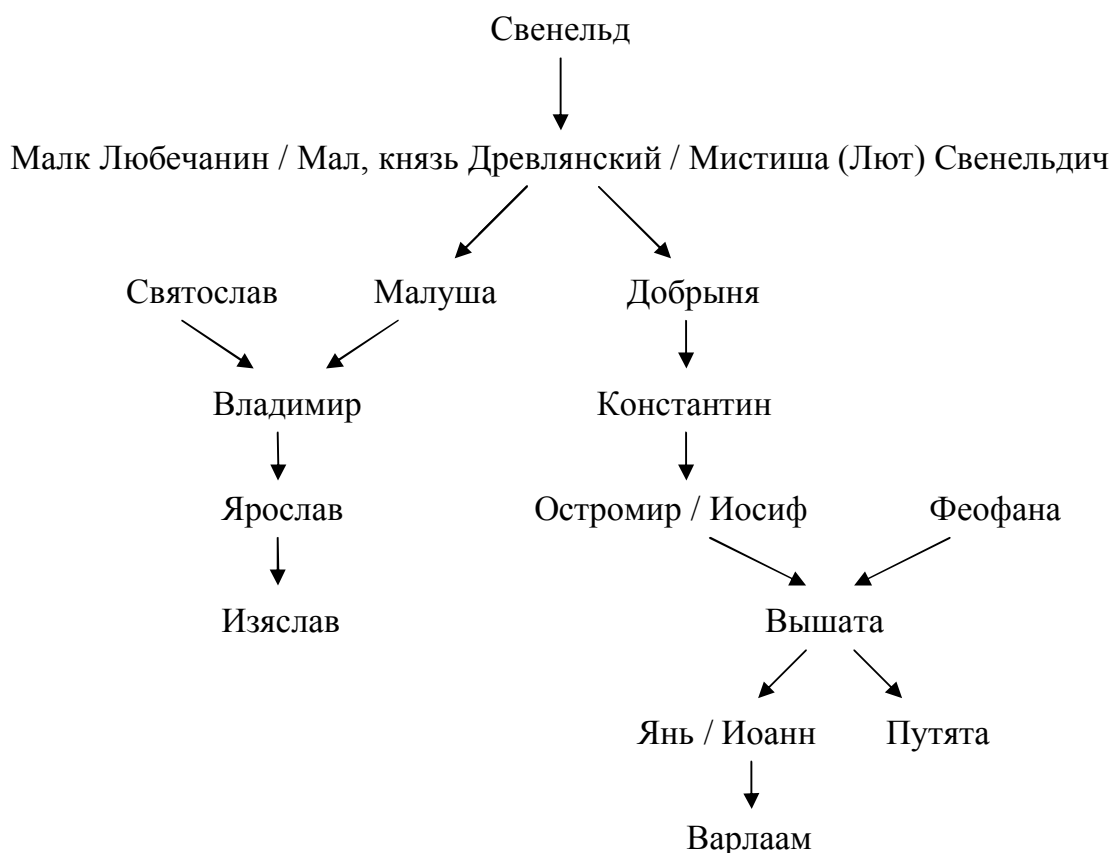 Свенельд
Малк Любечанин / Мал, князь Древлянский / Мистиша (Лют) Свенельдич
Святослав Малуша Добрыня
Владимир Константин
Ярослав Остромир / Иосиф Феофана
Изяслав Вышата
Янь / Иоанн Путята
Варлаам